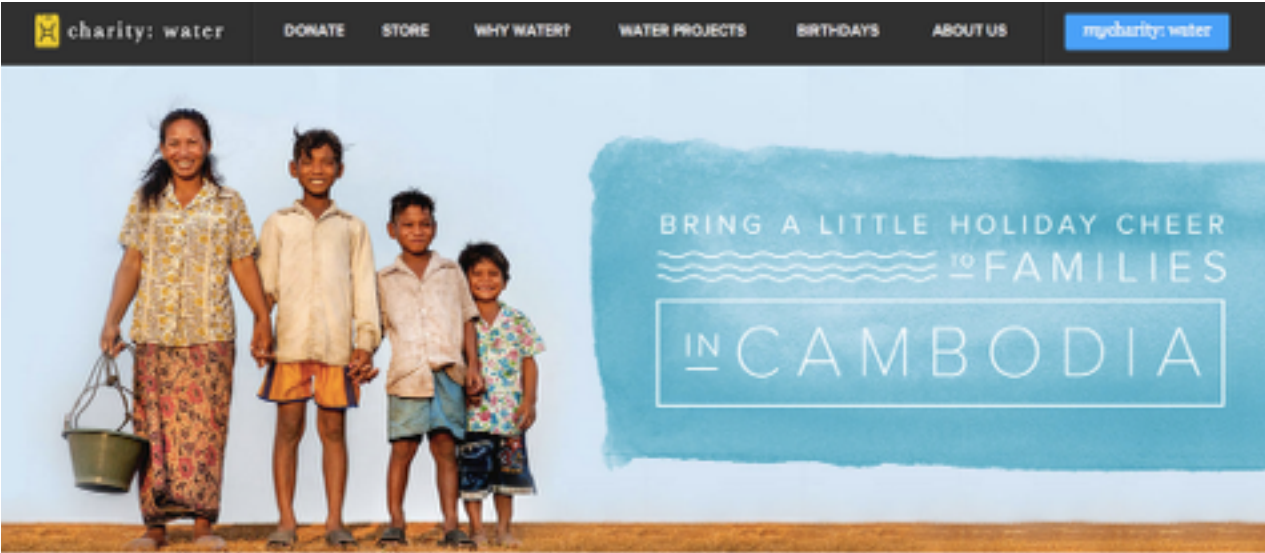 charity: water DONATE STORE WHY WATER? WATER PROJECTS BIRTHDAYS ABOUT US mycharity: water
BRING A LITTLE HOLIDAY CHEER
TO FAMILIES
IN CAMBODIA